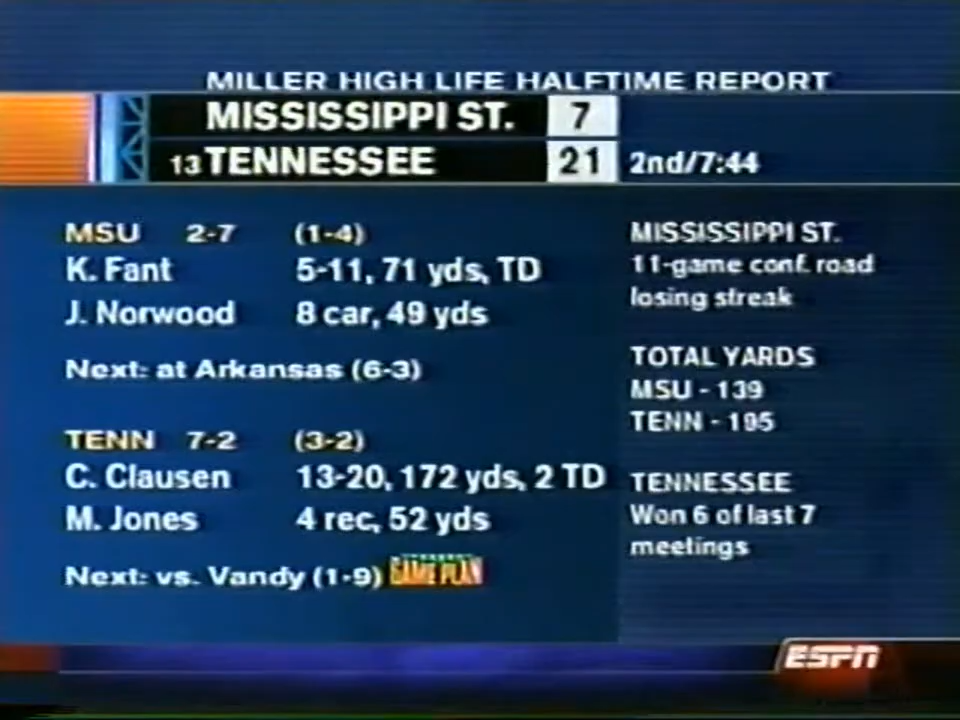 MILLER HIGH LIFE HALFTIME REPORT
MISSISSIPPI ST. 7
13 TENNESSEE 21 2nd/7:44
MSU 2-7 (1-4)
K. Fant 5-11, 71 yds, TD
J. Norwood 8 car, 49 yds
Next: at Arkansas (6-3)
TENN 7-2 (3-2)
C. Clausen 13-20, 172 yds, 2 TD
M. Jones 4 rec, 52 yds
Next: vs. Vandy (1-9) GAME PLAN
MISSISSIPPI ST.
11-game conf. road
losing streak
TOTAL YARDS
MSU - 139
TENN - 195
TENNESSEE
Won 6 of last 7
meetings
ESPN